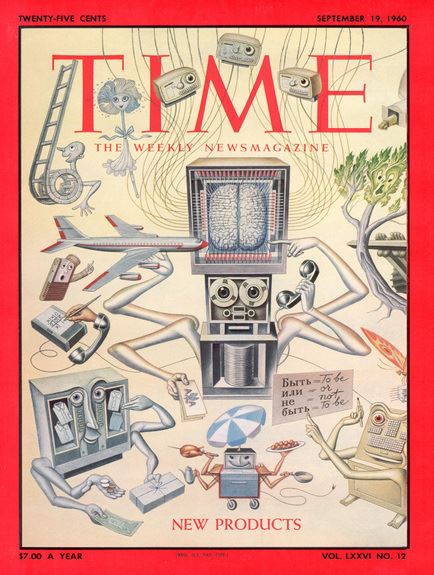 TWENTY-FIVE CENTS
SEPTEMBER 19, 1960
TIME
THE WEEKLY NEWSMAGAZINE
Быть = To be
или = or
не = not
быть = To be
NEW PRODUCTS
$7.00 A YEAR
VOL. LXXVI NO. 12